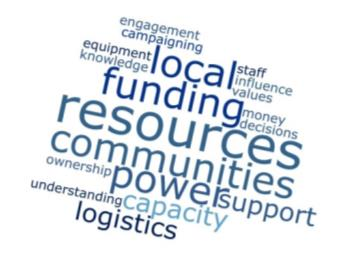 engagement
campaigning
equipment local staff
knowledge influence
funding values
money
resources decisions
communities
ownership power support
understanding capacity
logistics